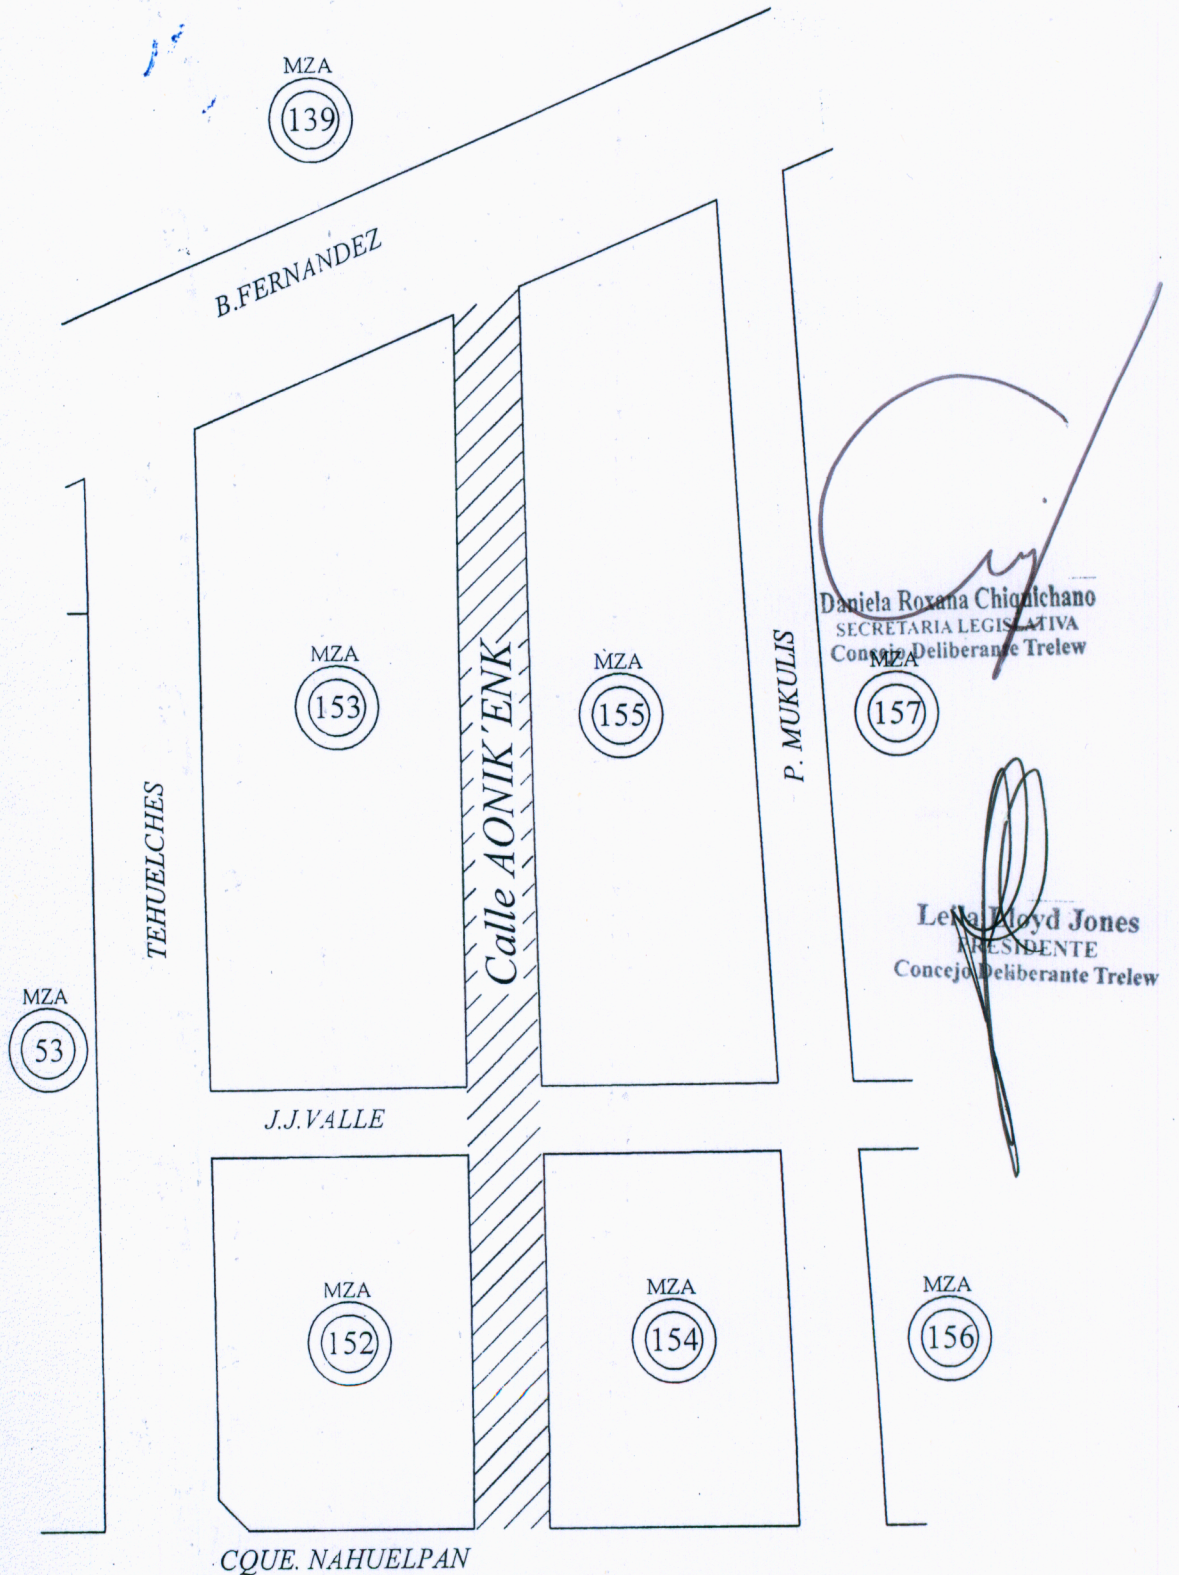 MZA
139
B.FERNANDEZ
MZA
153
Calle AONIK´ENK
MZA
155
P. MUKULIS
Daniela Roxana Chiquichano
SECRETARIA LEGISLATIVA
Concejo Deliberante Trelew
MZA
157
TEHUELCHES
Leila Lloyd Jones
PRESIDENTE
Concejo Deliberante Trelew
MZA
53
J.J.VALLE
MZA
152
MZA
154
MZA
156
CQUE. NAHUELPAN